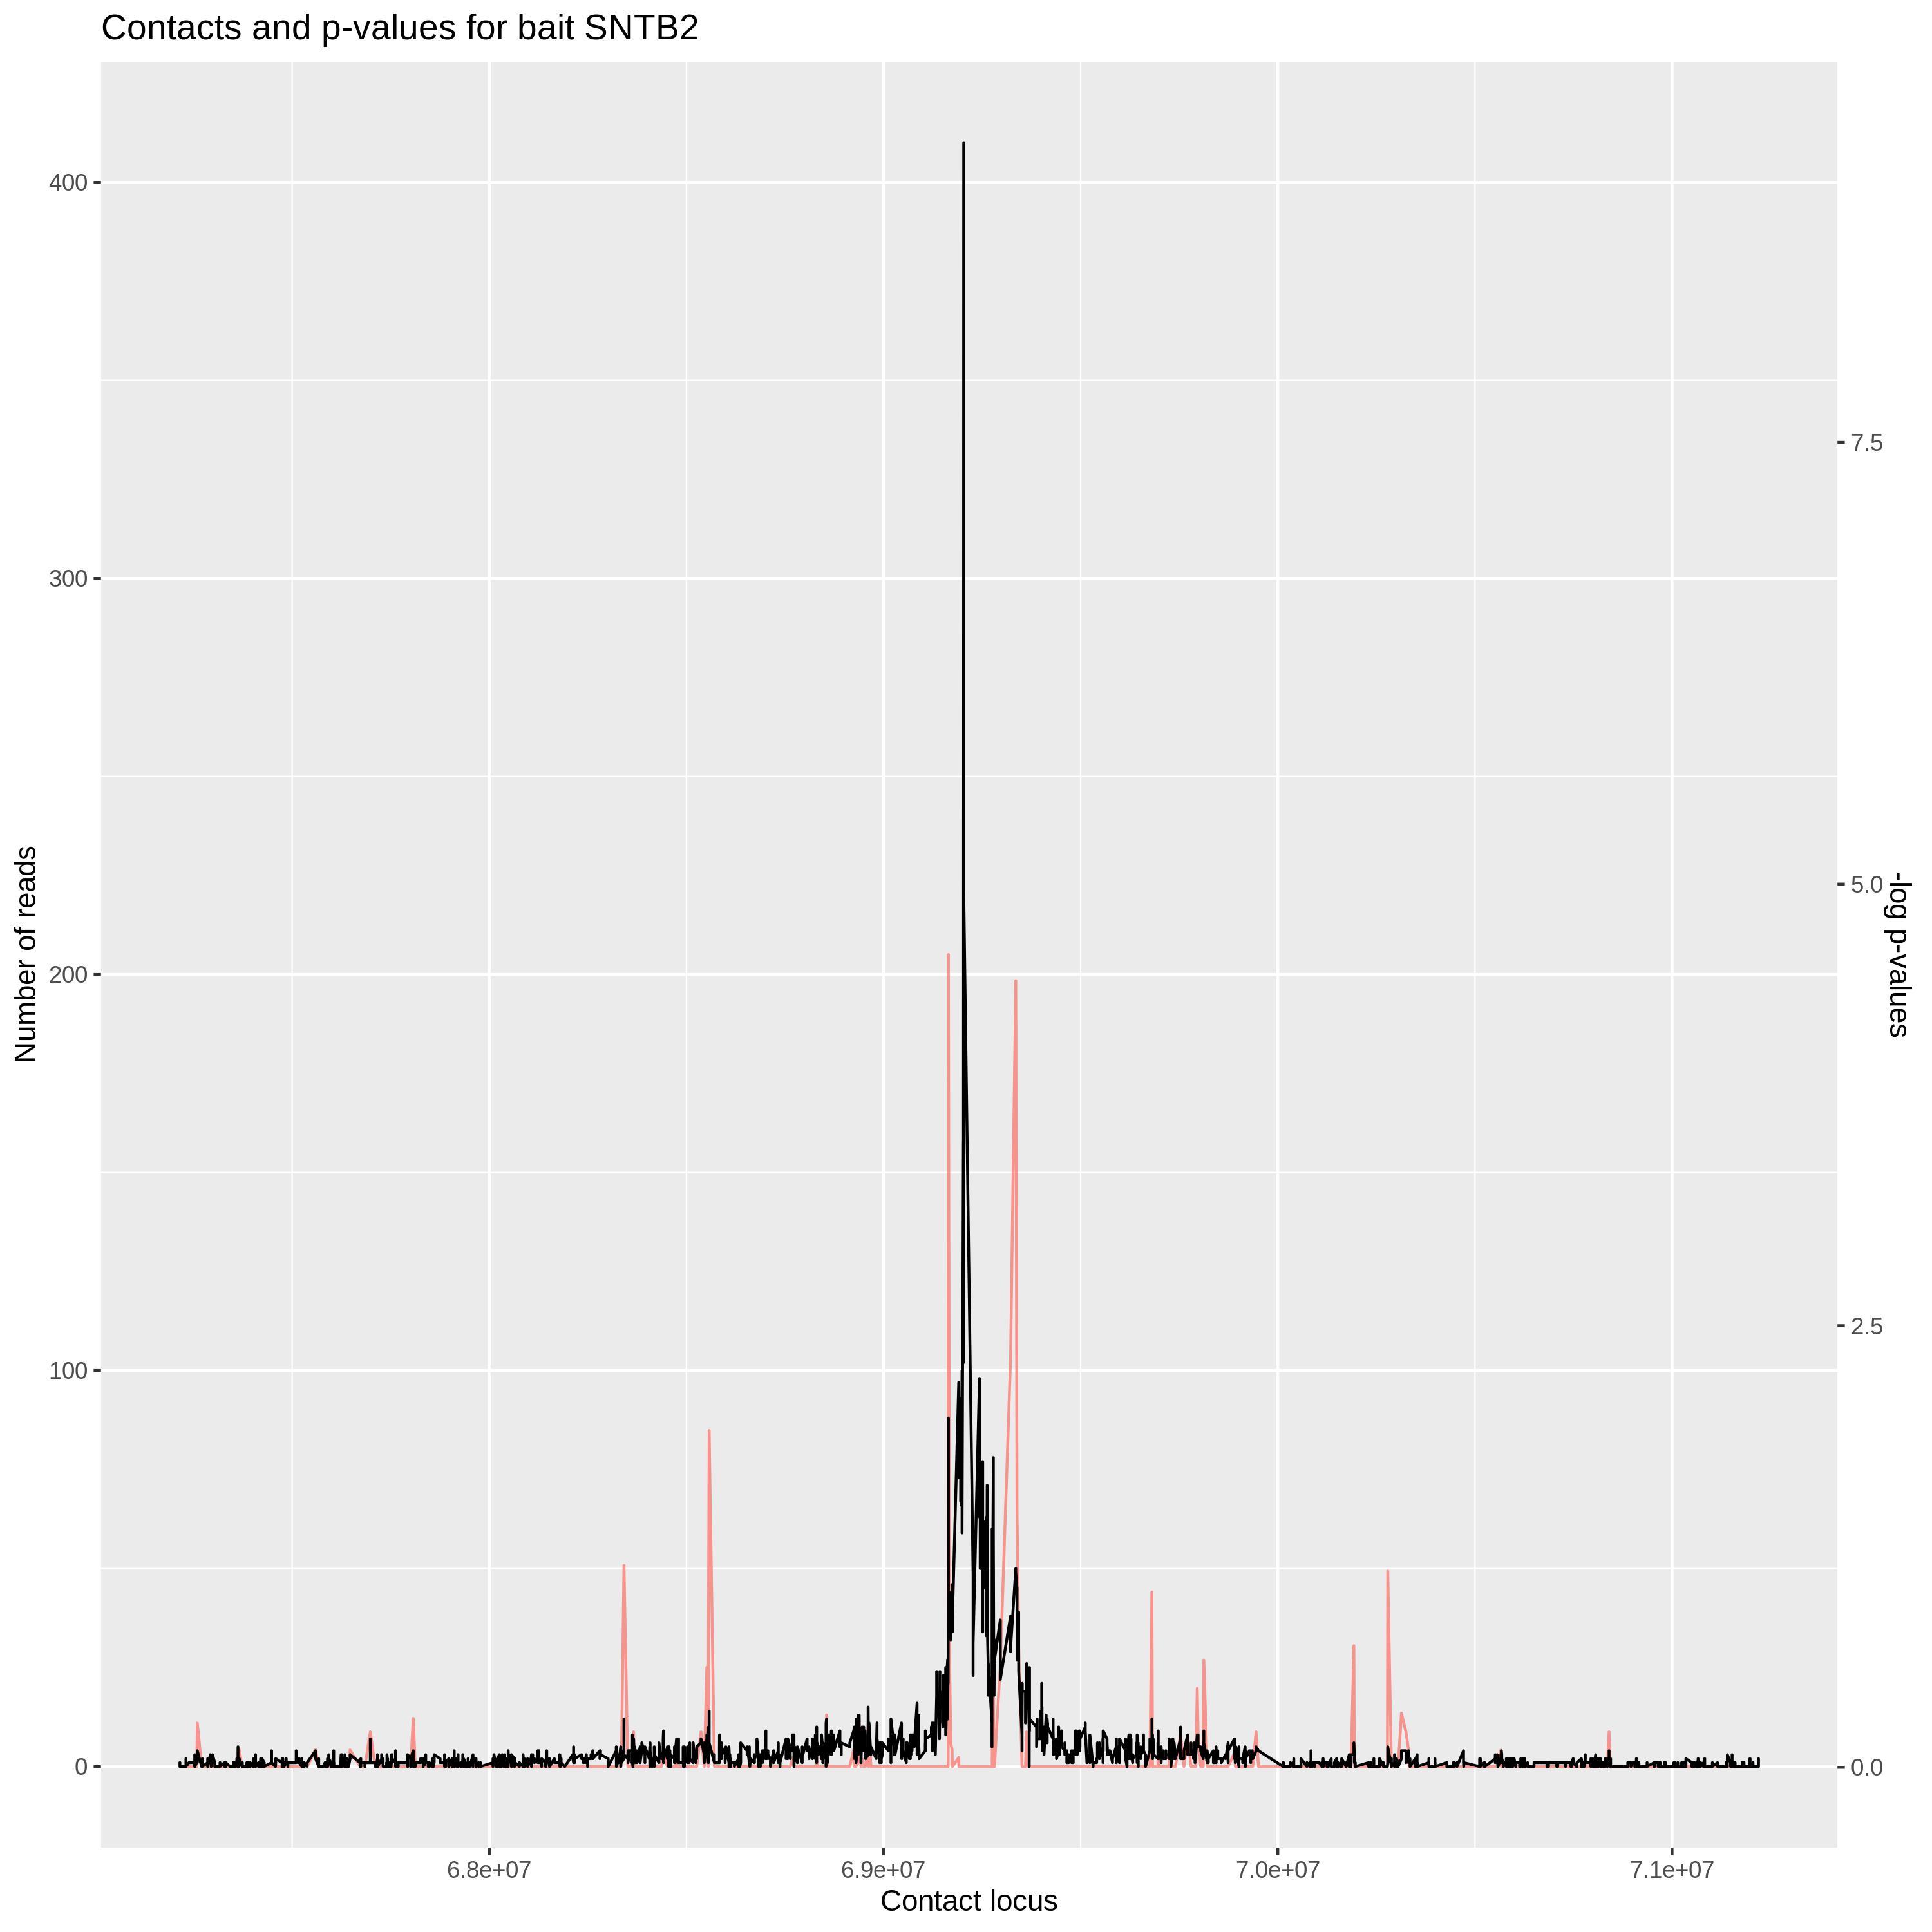 Contacts and p-values for bait SNTB2
400
300
200
100
0
Number of reads
7.5
5.0
2.5
0.0
-log p-values
6.8e+07
6.9e+07
7.0e+07
7.1e+07
Contact locus